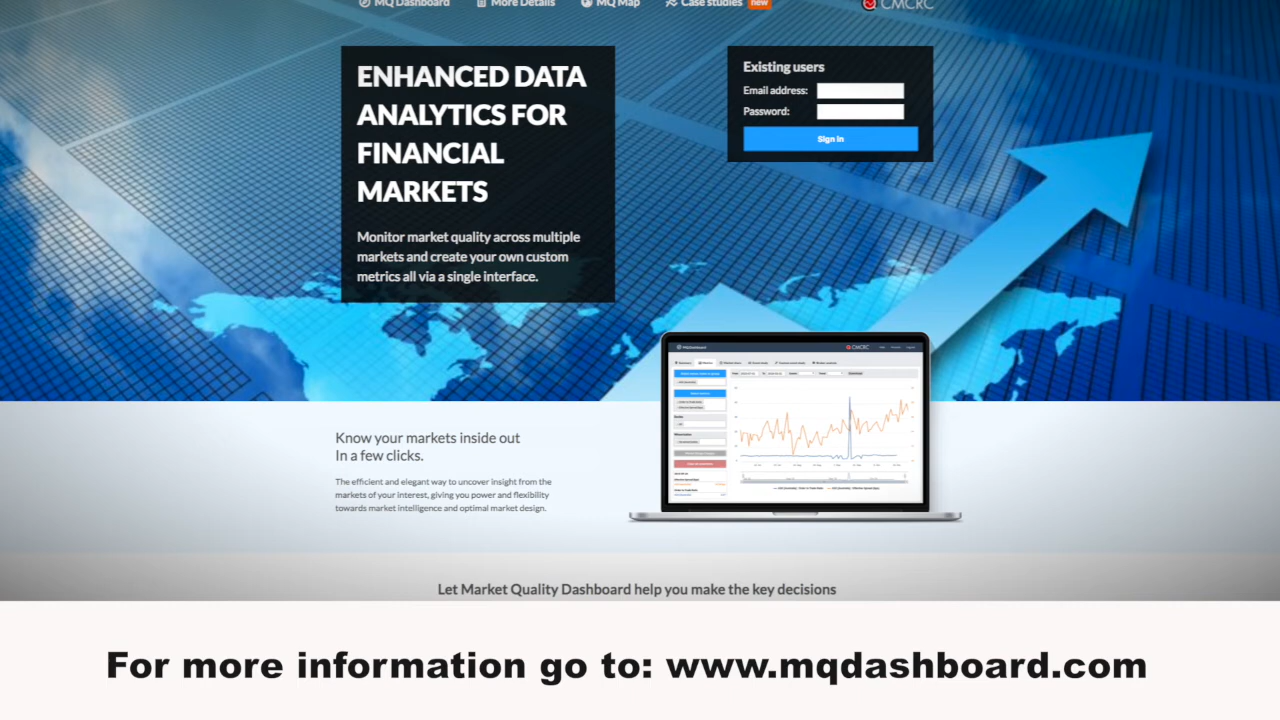 MQ Dashboard More Details MQ Map Case studies new CMCRC
ENHANCED DATA
ANALYTICS FOR
FINANCIAL
MARKETS
Monitor market quality across multiple
markets and create your own custom
metrics all via a single interface.
Existing users
Email address:
Password:
Sign in
CMCRC
Know your markets inside out
In a few clicks.
The efficient and elegant way to uncover insight from the
markets of your interest, giving you power and flexibility
towards market intelligence and optimal market design.
Let Market Quality Dashboard help you make the key decisions
For more information go to: www.mqdashboard.com